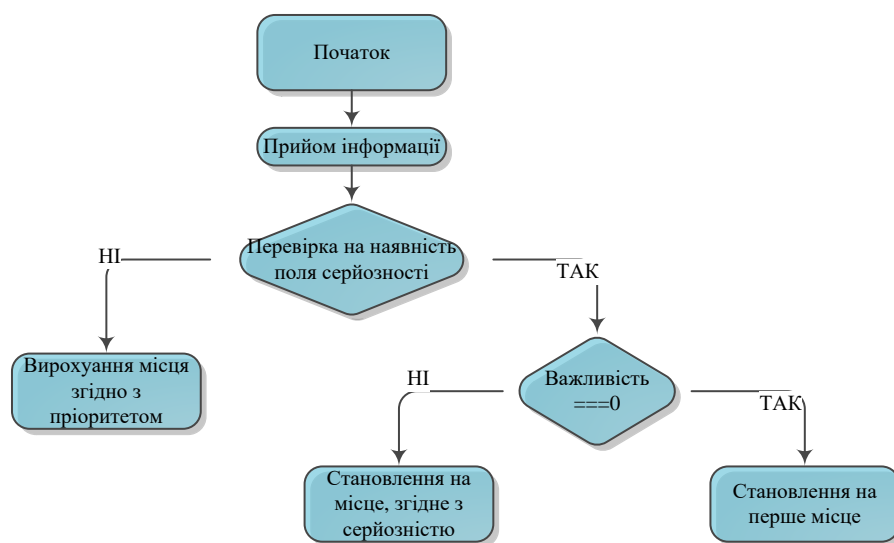 Початок
Прийом інформації
Перевірка на наявність
поля серйозності
НІ
ТАК
Вирохуання місця
згідно з
пріоритетом
Важливість
===0
НІ
ТАК
Становлення на
місце, згідне з
серйозністю
Становлення на
перше місце